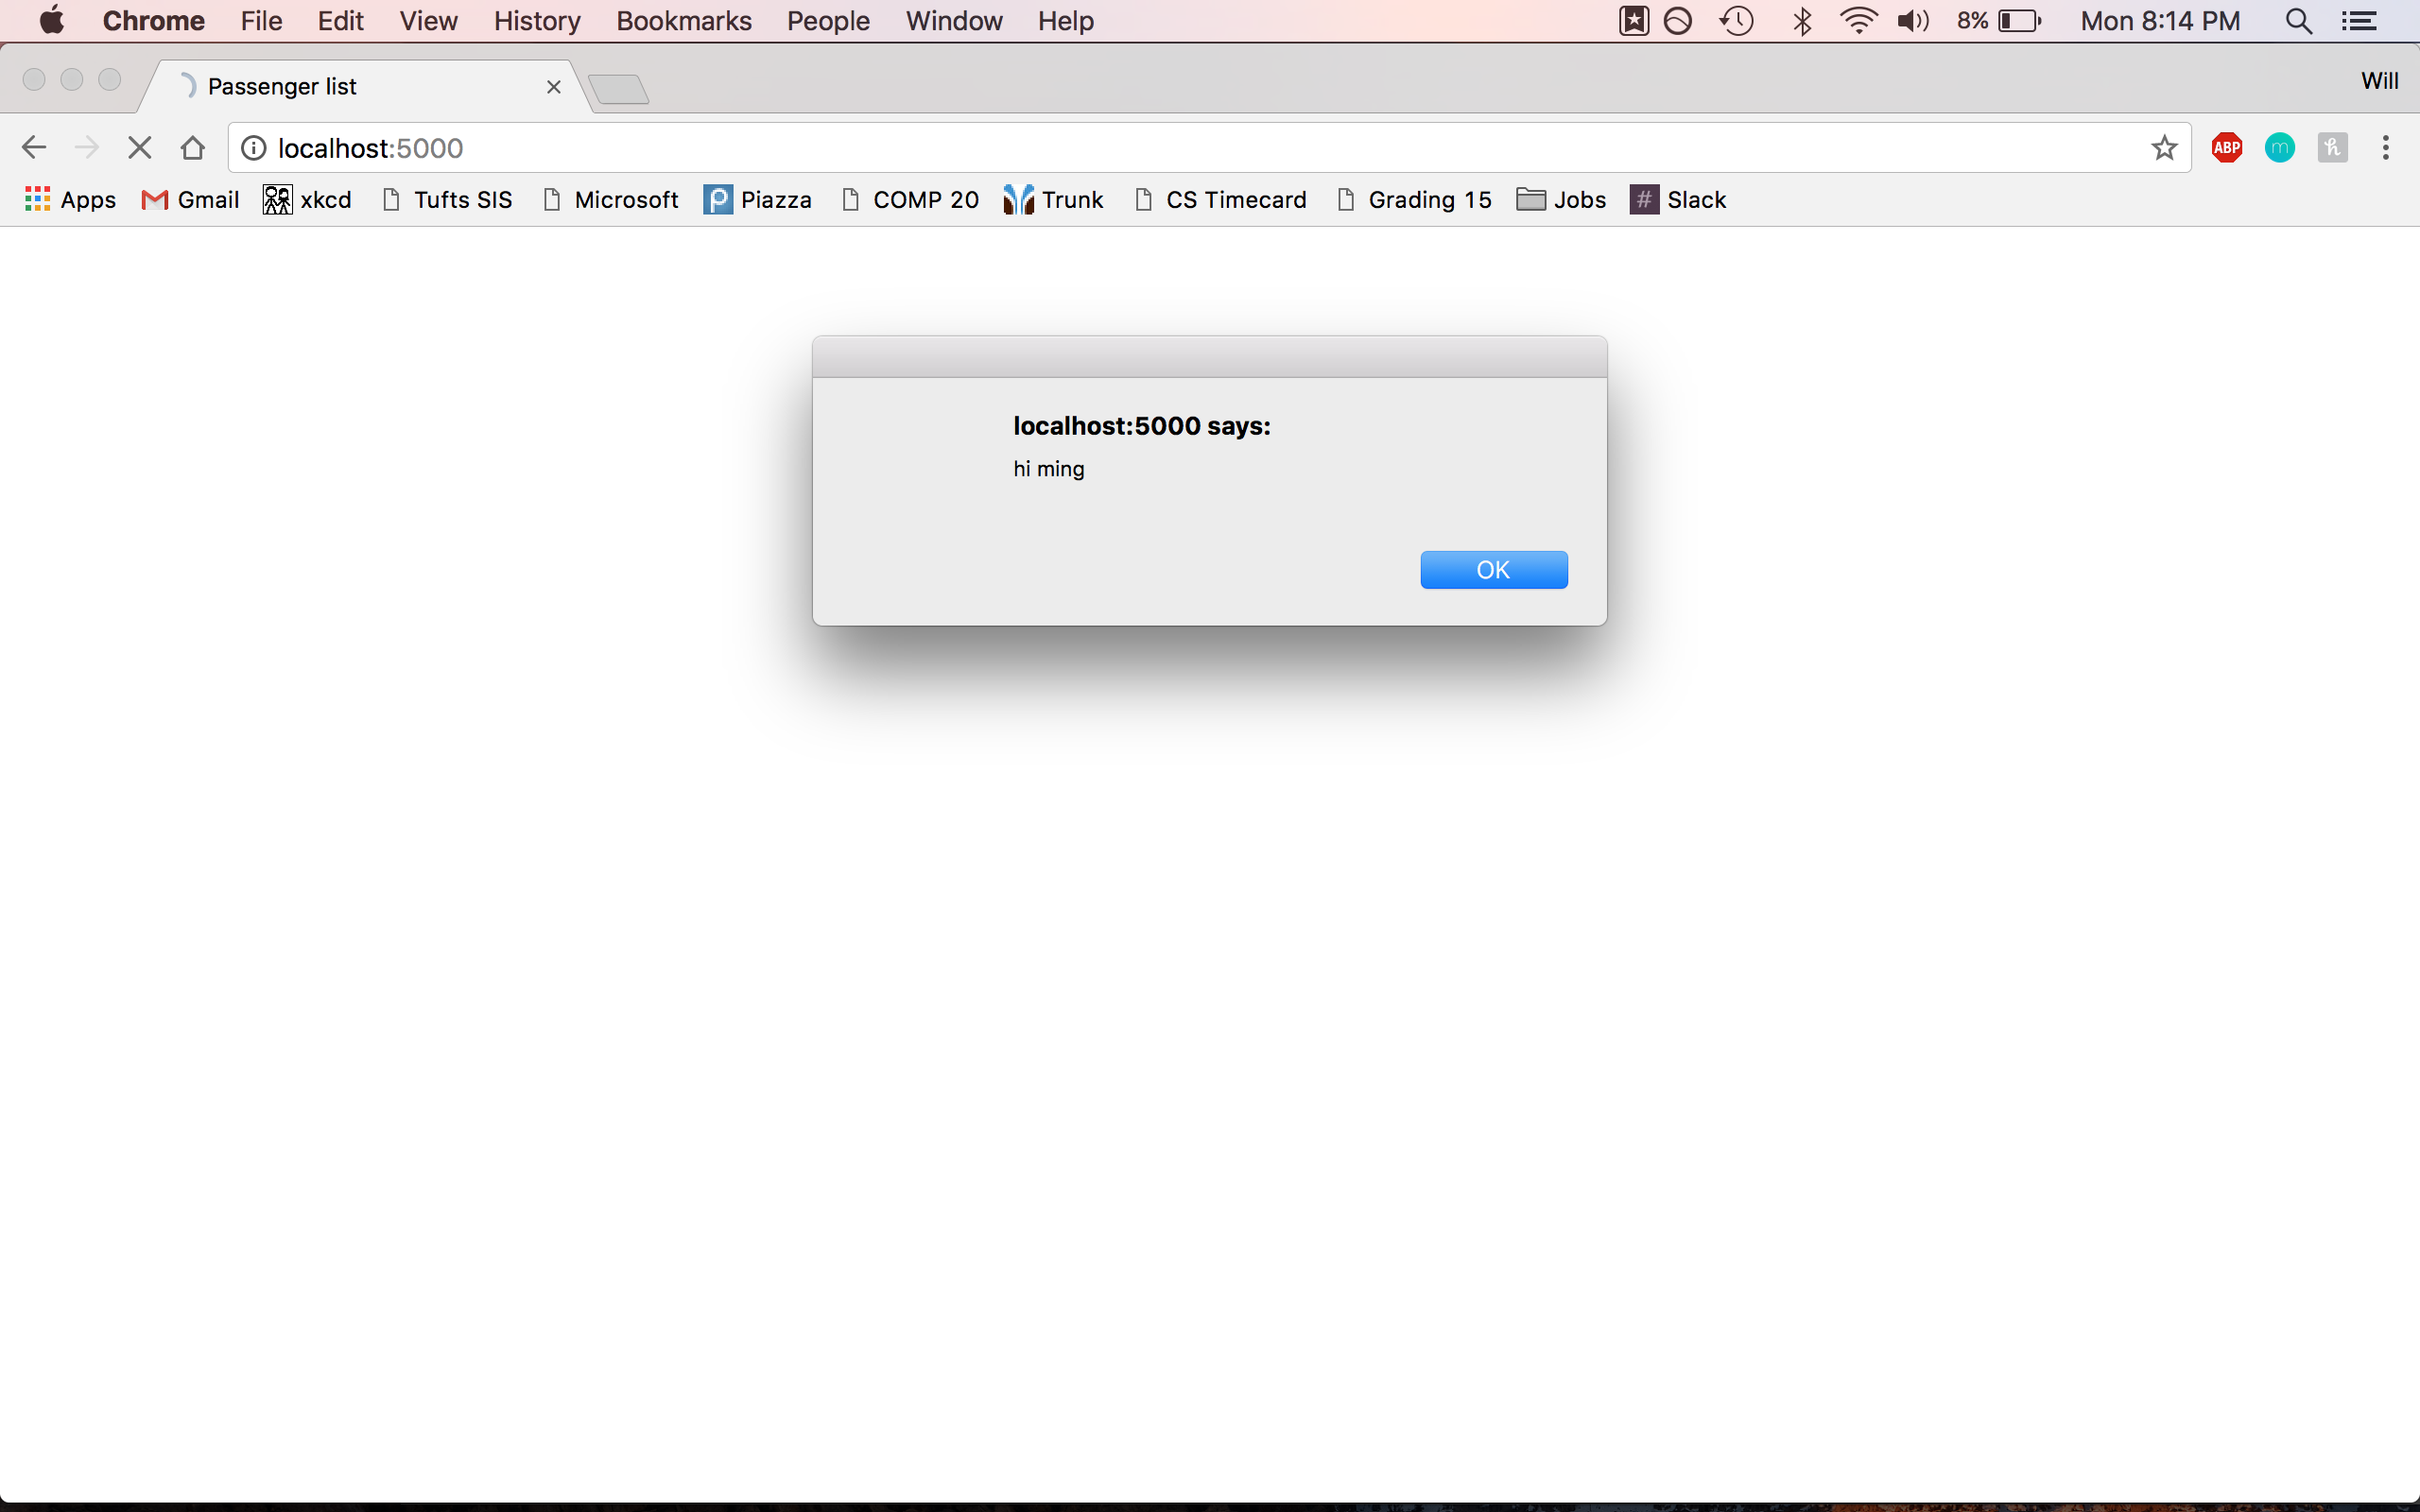 Chrome File Edit View History Bookmarks People Window Help 8% Mon 8:14 PM
Passenger list Will
localhost:5000 ABP m h
Apps Gmail xkcd Tufts SIS Microsoft Piazza COMP 20 Trunk CS Timecard Grading 15 Jobs # Slack
localhost:5000 says:
hi ming
OK